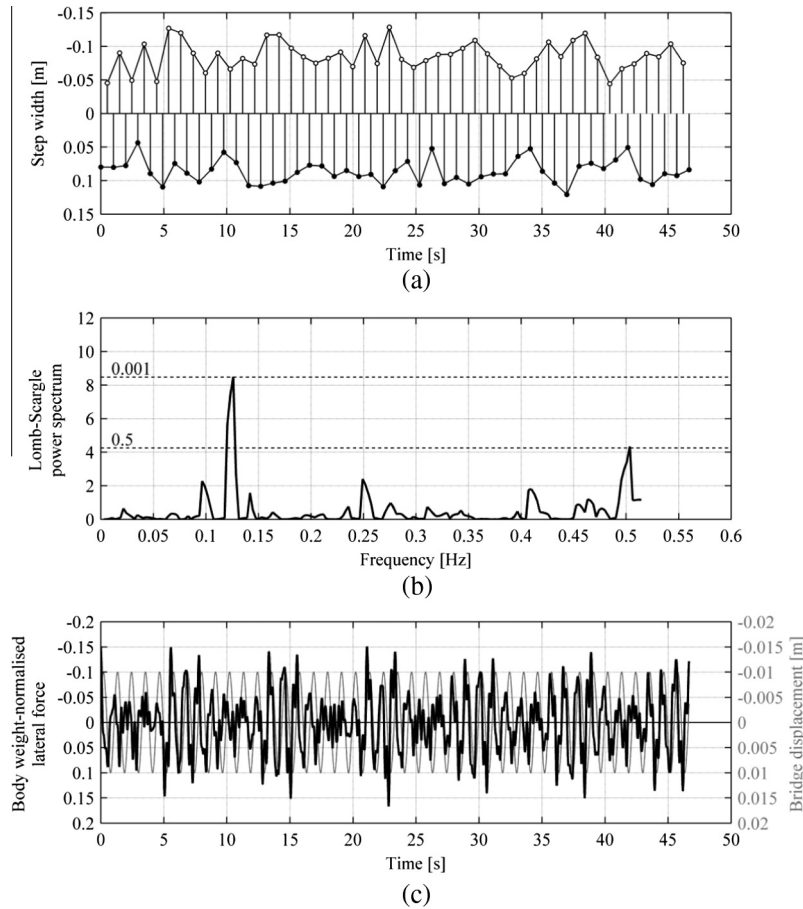 -0.15
-0.1
-0.05
0
0.05
0.1
0.15
Step width [m]
0 5 10 15 20 25 30 35 40 45 50
Time [s]
(a)
12
10
8
6
4
2
0
Lomb-Scargle
power spectrum
0.001
0.5
0 0.05 0.1 0.15 0.2 0.25 0.3 0.35 0.4 0.45 0.5 0.55 0.6
Frequency [Hz]
(b)
-0.2
-0.15
-0.1
-0.05
0
0.05
0.1
0.15
0.2
Body weight-normalised
lateral force
-0.02
-0.015
-0.01
-0.005
0
0.005
0.01
0.015
0.02
Bridge displacement [m]
0 5 10 15 20 25 30 35 40 45 50
Time [s]
(c)